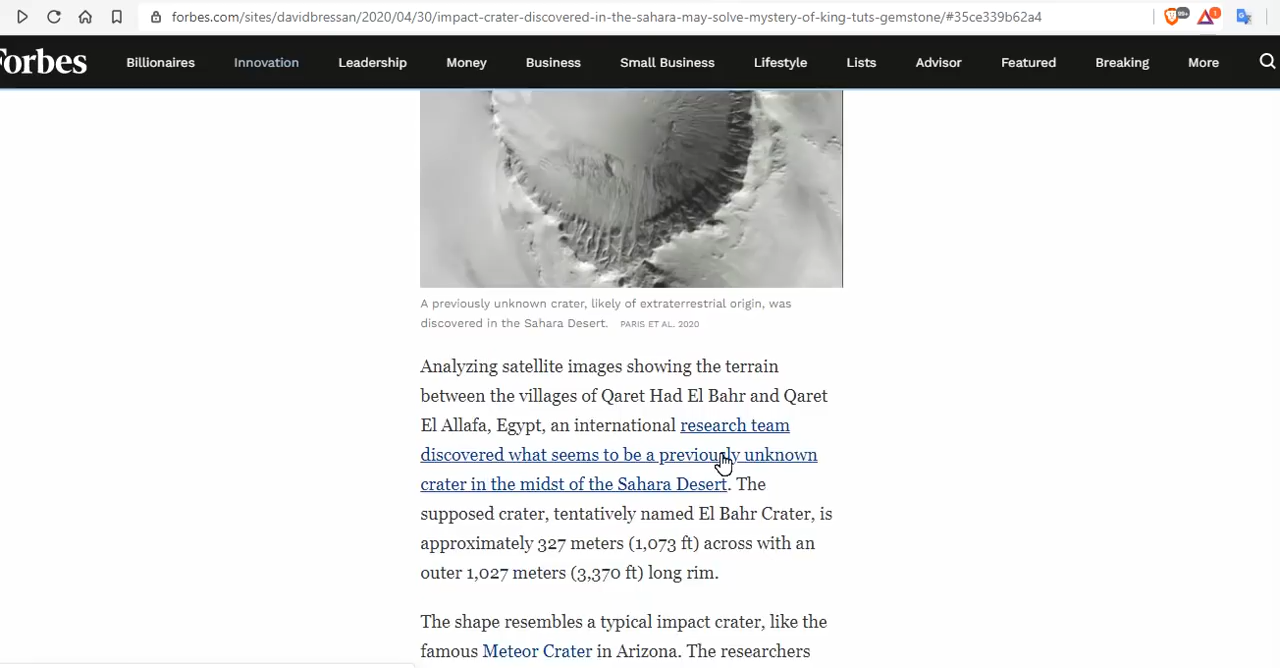 forbes.com/sites/davidbressan/2020/04/30/impact-crater-discovered-in-the-sahara-may-solve-mystery-of-king-tuts-gemstone/#35ce339b62a4
99+
1
Forbes
Billionaires
Innovation
Leadership
Money
Business
Small Business
Lifestyle
Lists
Advisor
Featured
Breaking
More
A previously unknown crater, likely of extraterrestrial origin, was
discovered in the Sahara Desert. PARIS ET AL. 2020
Analyzing satellite images showing the terrain
between the villages of Qaret Had El Bahr and Qaret
El Allafa, Egypt, an international research team
discovered what seems to be a previously unknown
crater in the midst of the Sahara Desert. The
supposed crater, tentatively named El Bahr Crater, is
approximately 327 meters (1,073 ft) across with an
outer 1,027 meters (3,370 ft) long rim.
The shape resembles a typical impact crater, like the
famous Meteor Crater in Arizona. The researchers